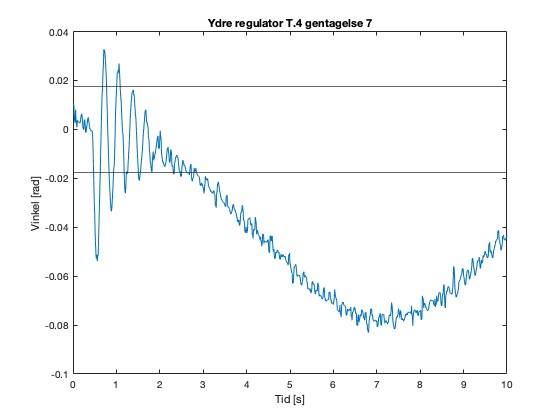 Ydre regulator T.4 gentagelse 7
0.04
0.02
0
-0.02
-0.04
-0.06
-0.08
-0.1
Vinkel [rad]
0 1 2 3 4 5 6 7 8 9 10
Tid [s]